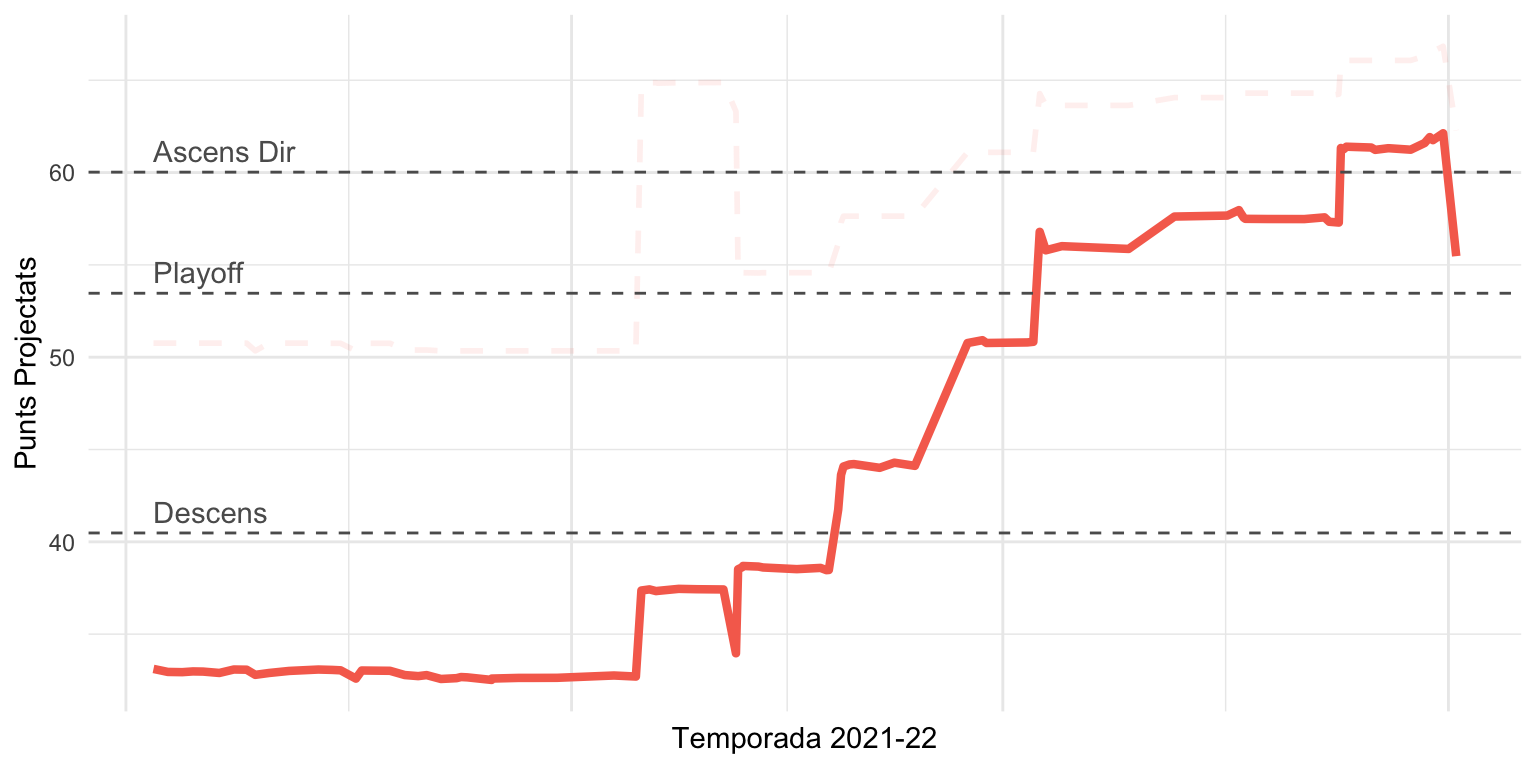 Ascens Dir
60
Playoff
50
Descens
40
Punts Projectats
Temporada 2021-22